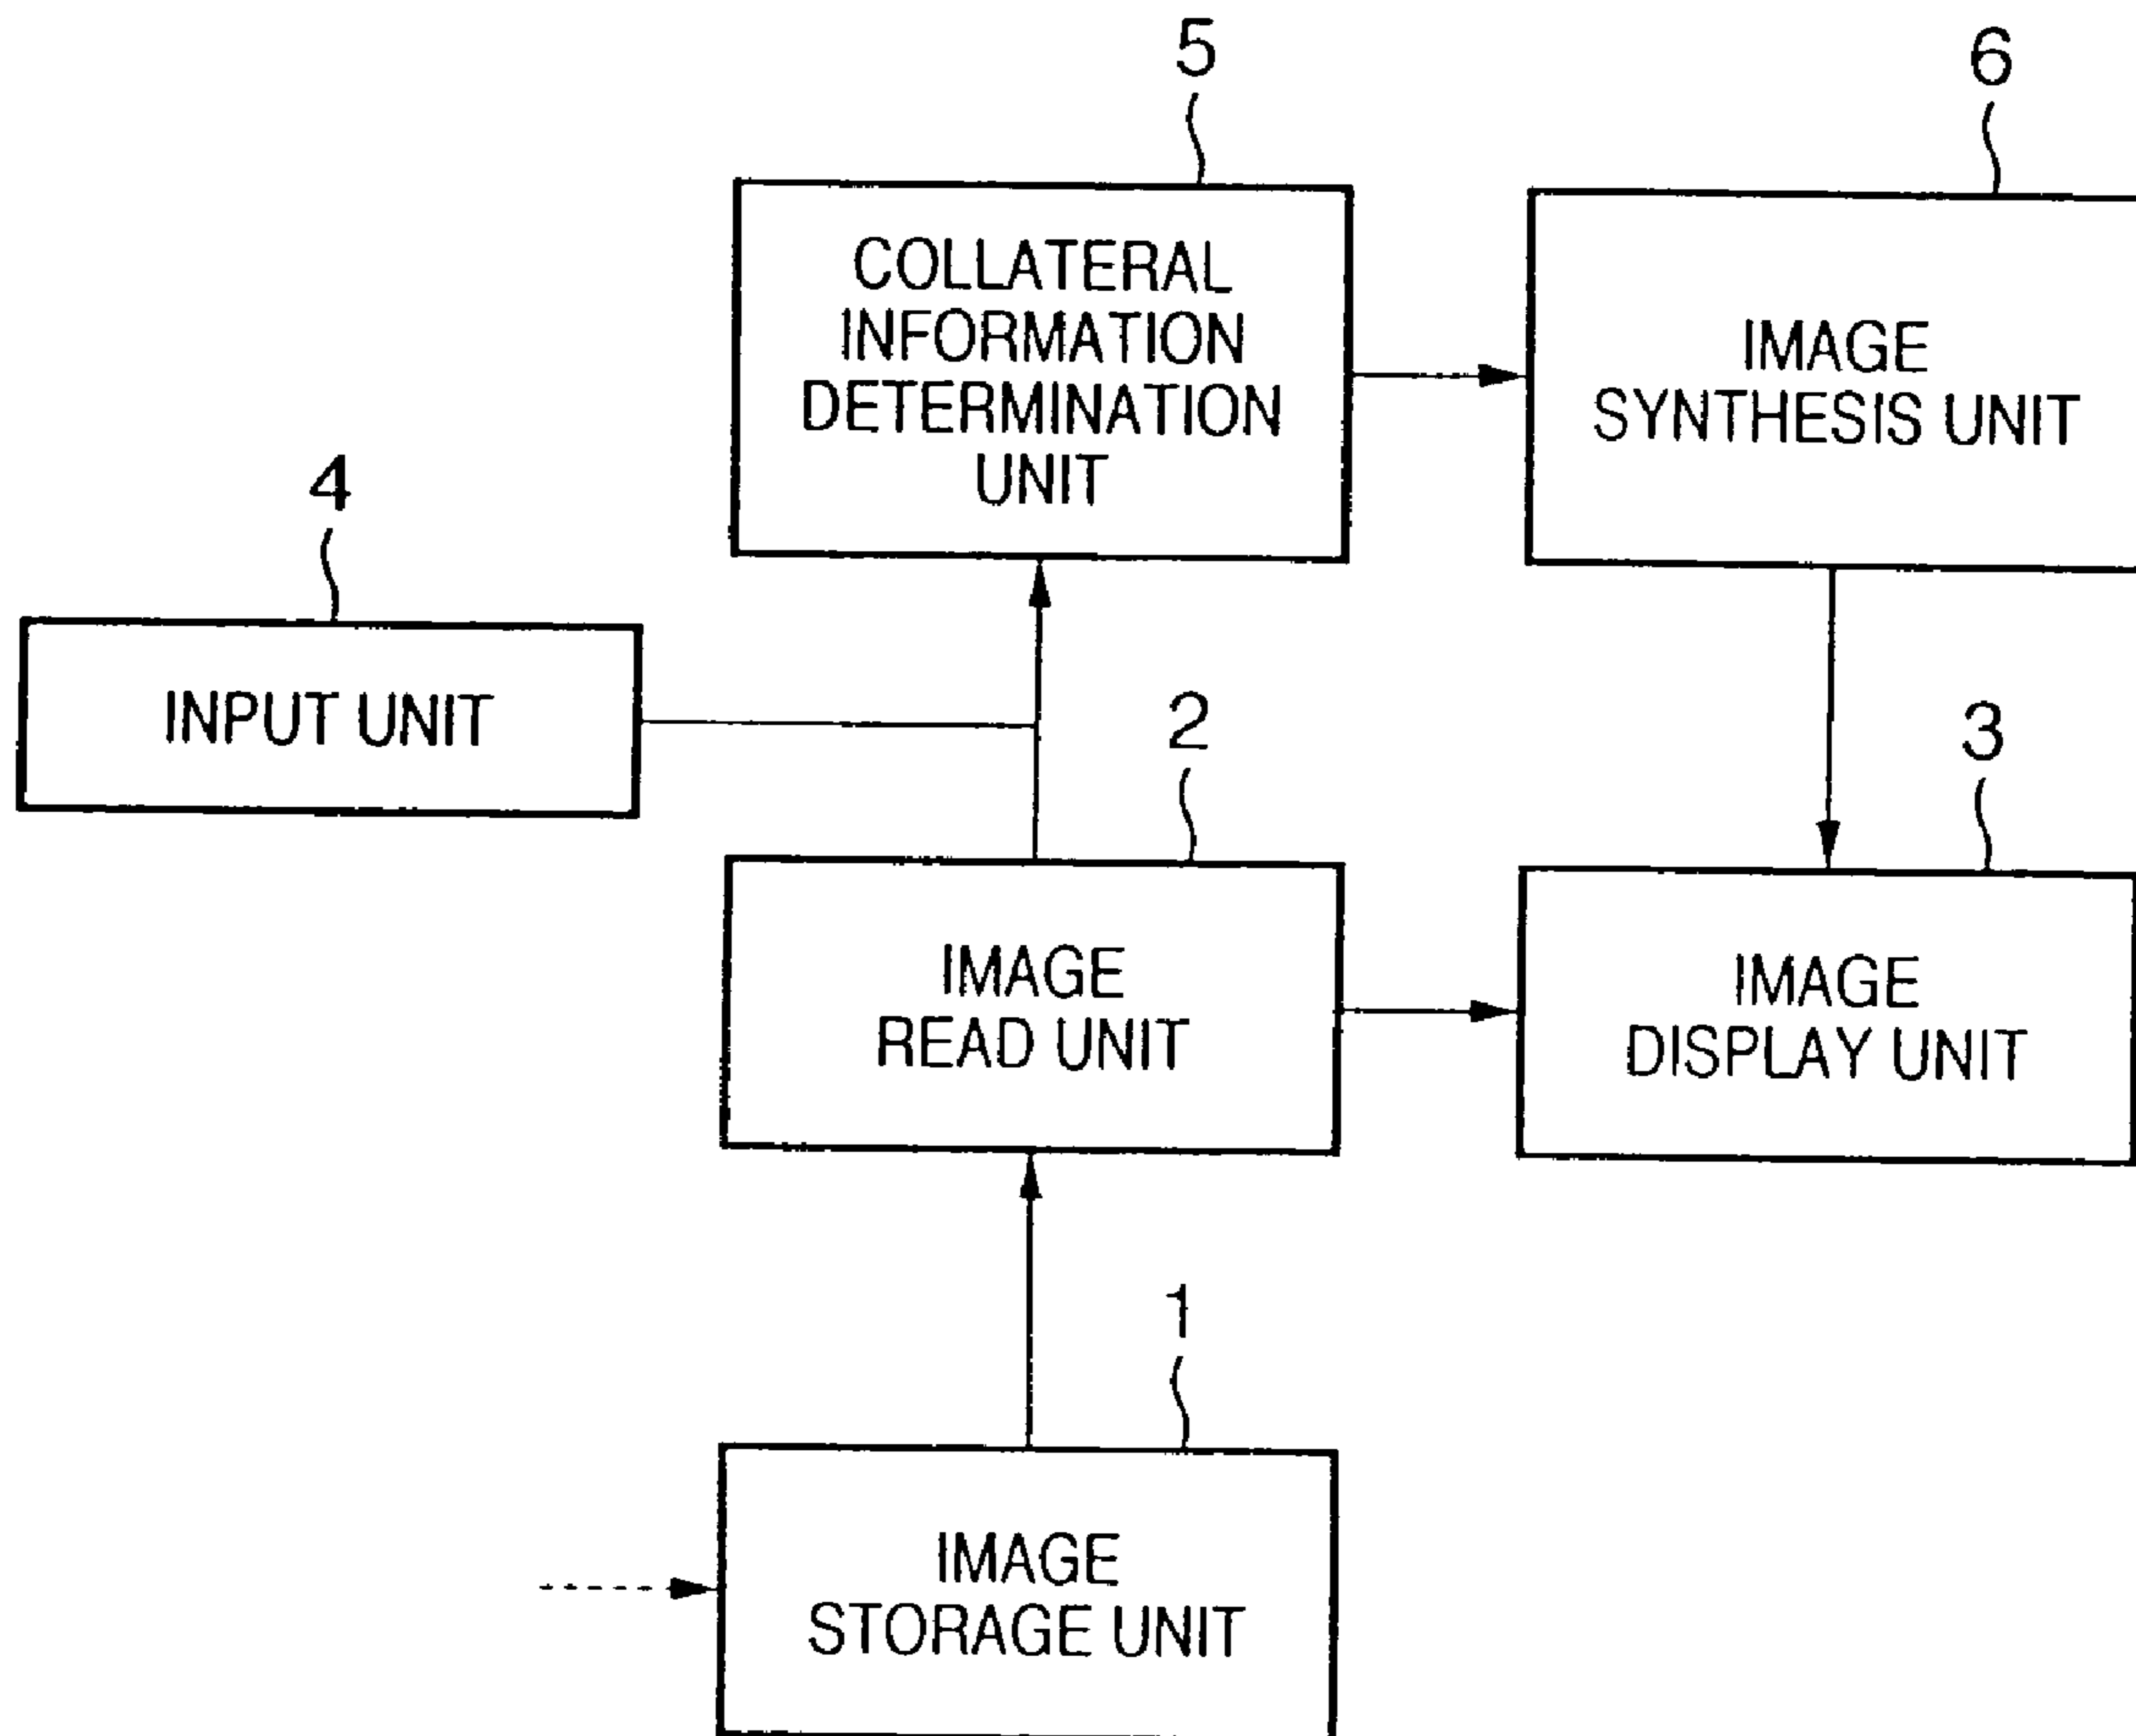 5
6
COLLATERAL
INFORMATION
DETERMINATION
UNIT
IMAGE
SYNTHESIS UNIT
4
INPUT UNIT
2
3
IMAGE
READ UNIT
IMAGE
DISPLAY UNIT
1
IMAGE
STORAGE UNIT